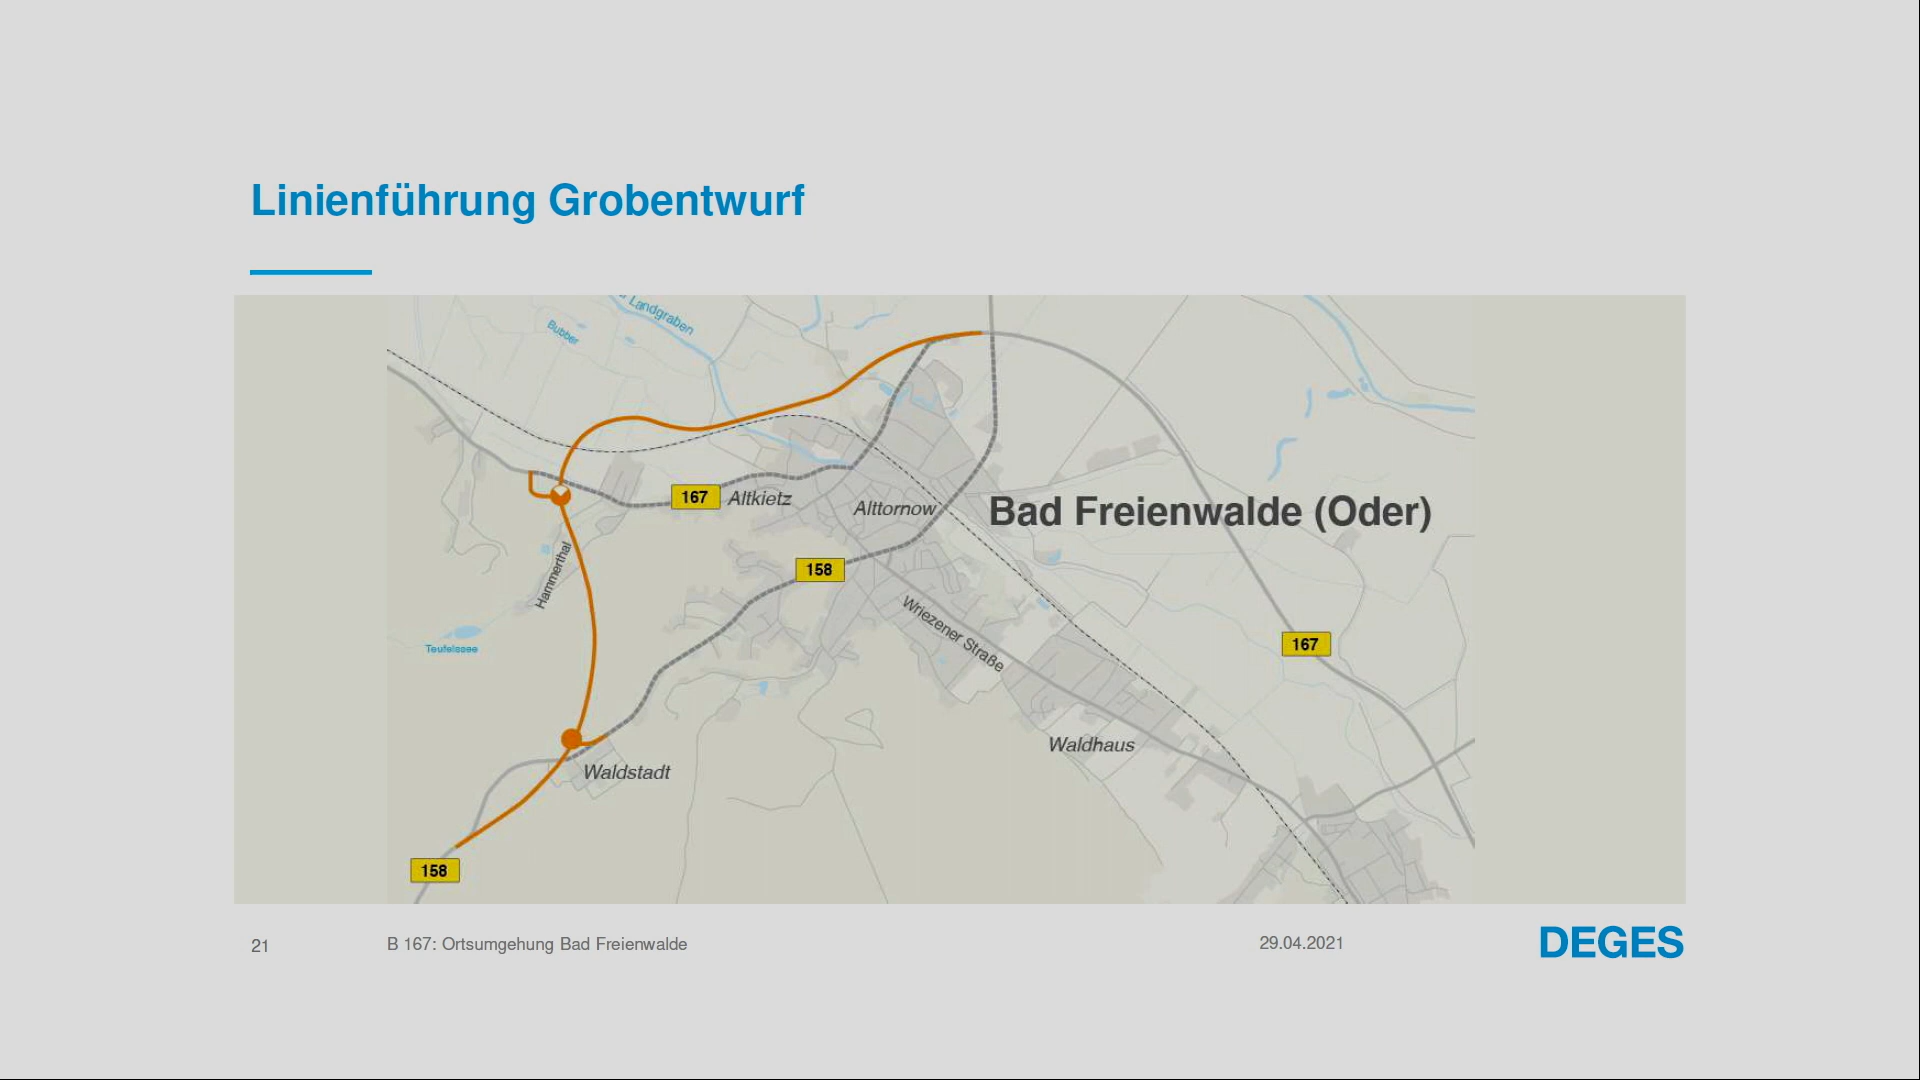 Linienführung Grobentwurf
Landgraben
Bubber
167
Altkietz
Alttornow
Bad Freienwalde (Oder)
158
Hammerthal
Wriezener Straße
Teufelssee
167
Waldhaus
Waldstadt
158
21
B 167: Ortsumgehung Bad Freienwalde
29.04.2021
DEGES